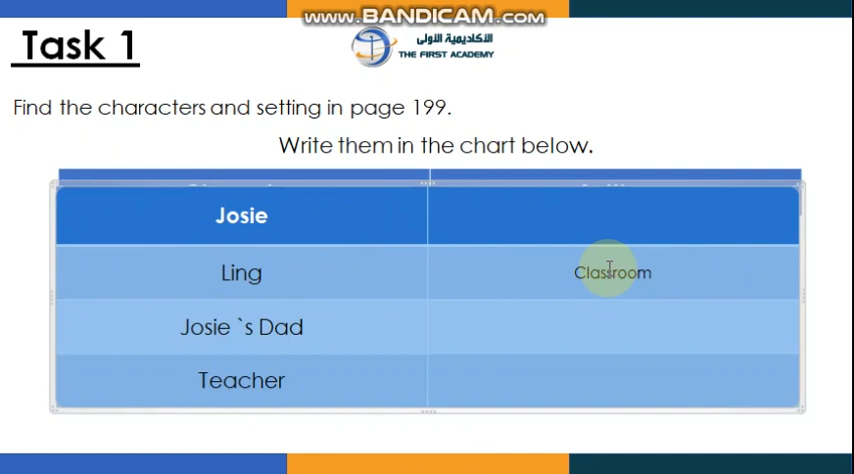 www.BANDICAM.com
Task 1
الأكاديمية الأولى
THE FIRST ACADEMY
Find the characters and setting in page 199.
Write them in the chart below.
Josie
Ling
Classroom
Josie `s Dad
Teacher